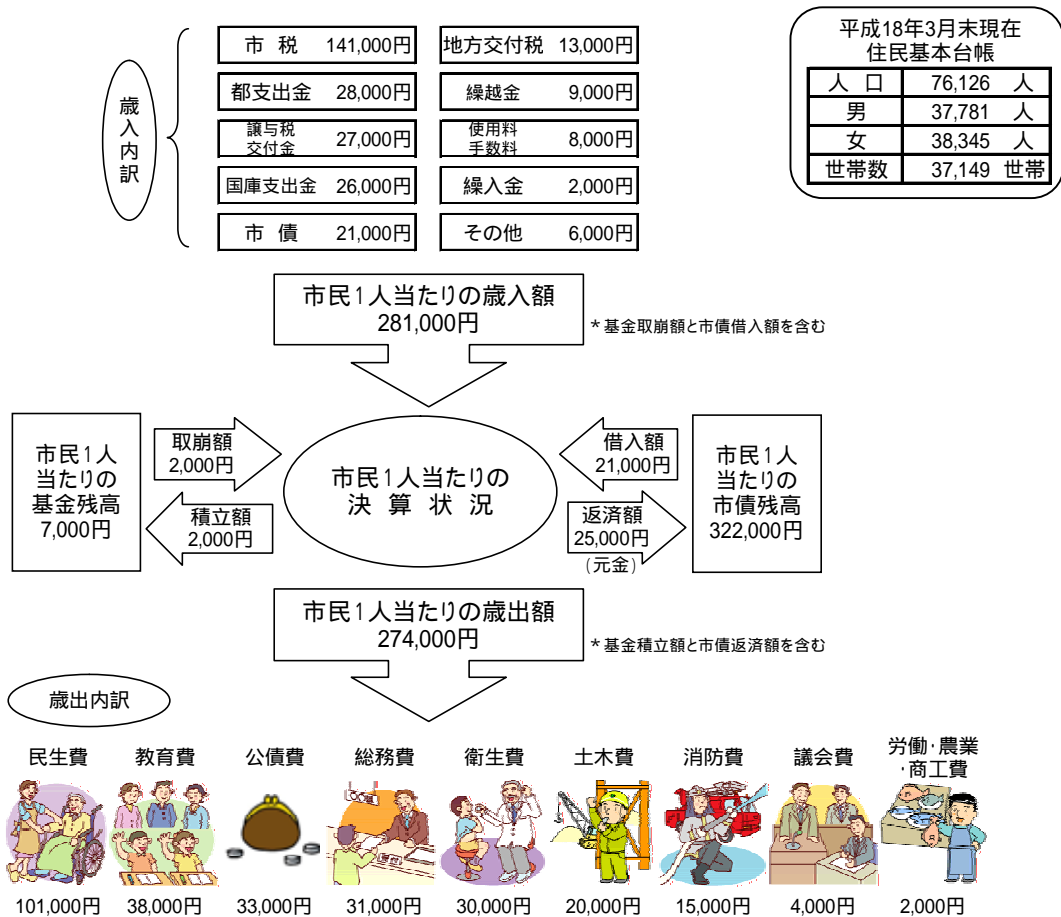 平成18年3月末現在
住民基本台帳
人 口 76,126 人
男 37,781 人
女 38,345 人
世帯数 37,149 世帯
歳入内訳
市 税 141,000円
地方交付税 13,000円
都支出金 28,000円
繰越金 9,000円
譲与税
交付金 27,000円
使用料
手数料 8,000円
国庫支出金 26,000円
繰入金 2,000円
市 債 21,000円
その他 6,000円
市民1人当たりの歳入額
281,000円
*基金取崩額と市債借入額を含む
市民1人
当たりの
基金残高
7,000円
取崩額
2,000円
積立額
2,000円
市民1人当たりの
決 算 状 況
借入額
21,000円
返済額
25,000円
(元金)
市民1人
当たりの
市債残高
322,000円
市民1人当たりの歳出額
274,000円
*基金積立額と市債返済額を含む
歳出内訳
民生費 教育費 公債費 総務費 衛生費 土木費 消防費 議会費 労働・農業
・商工費
101,000円 38,000円 33,000円 31,000円 30,000円 20,000円 15,000円 4,000円 2,000円